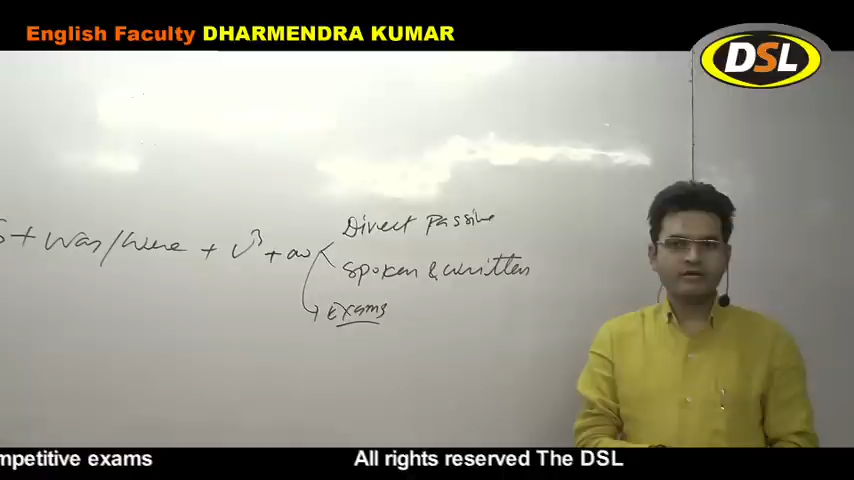 English Faculty DHARMENDRA KUMAR
DSL
S + was/were + V3 + ow
Direct Passive
Spoken & written
Exams
mpetitive exams
All rights reserved The DSL